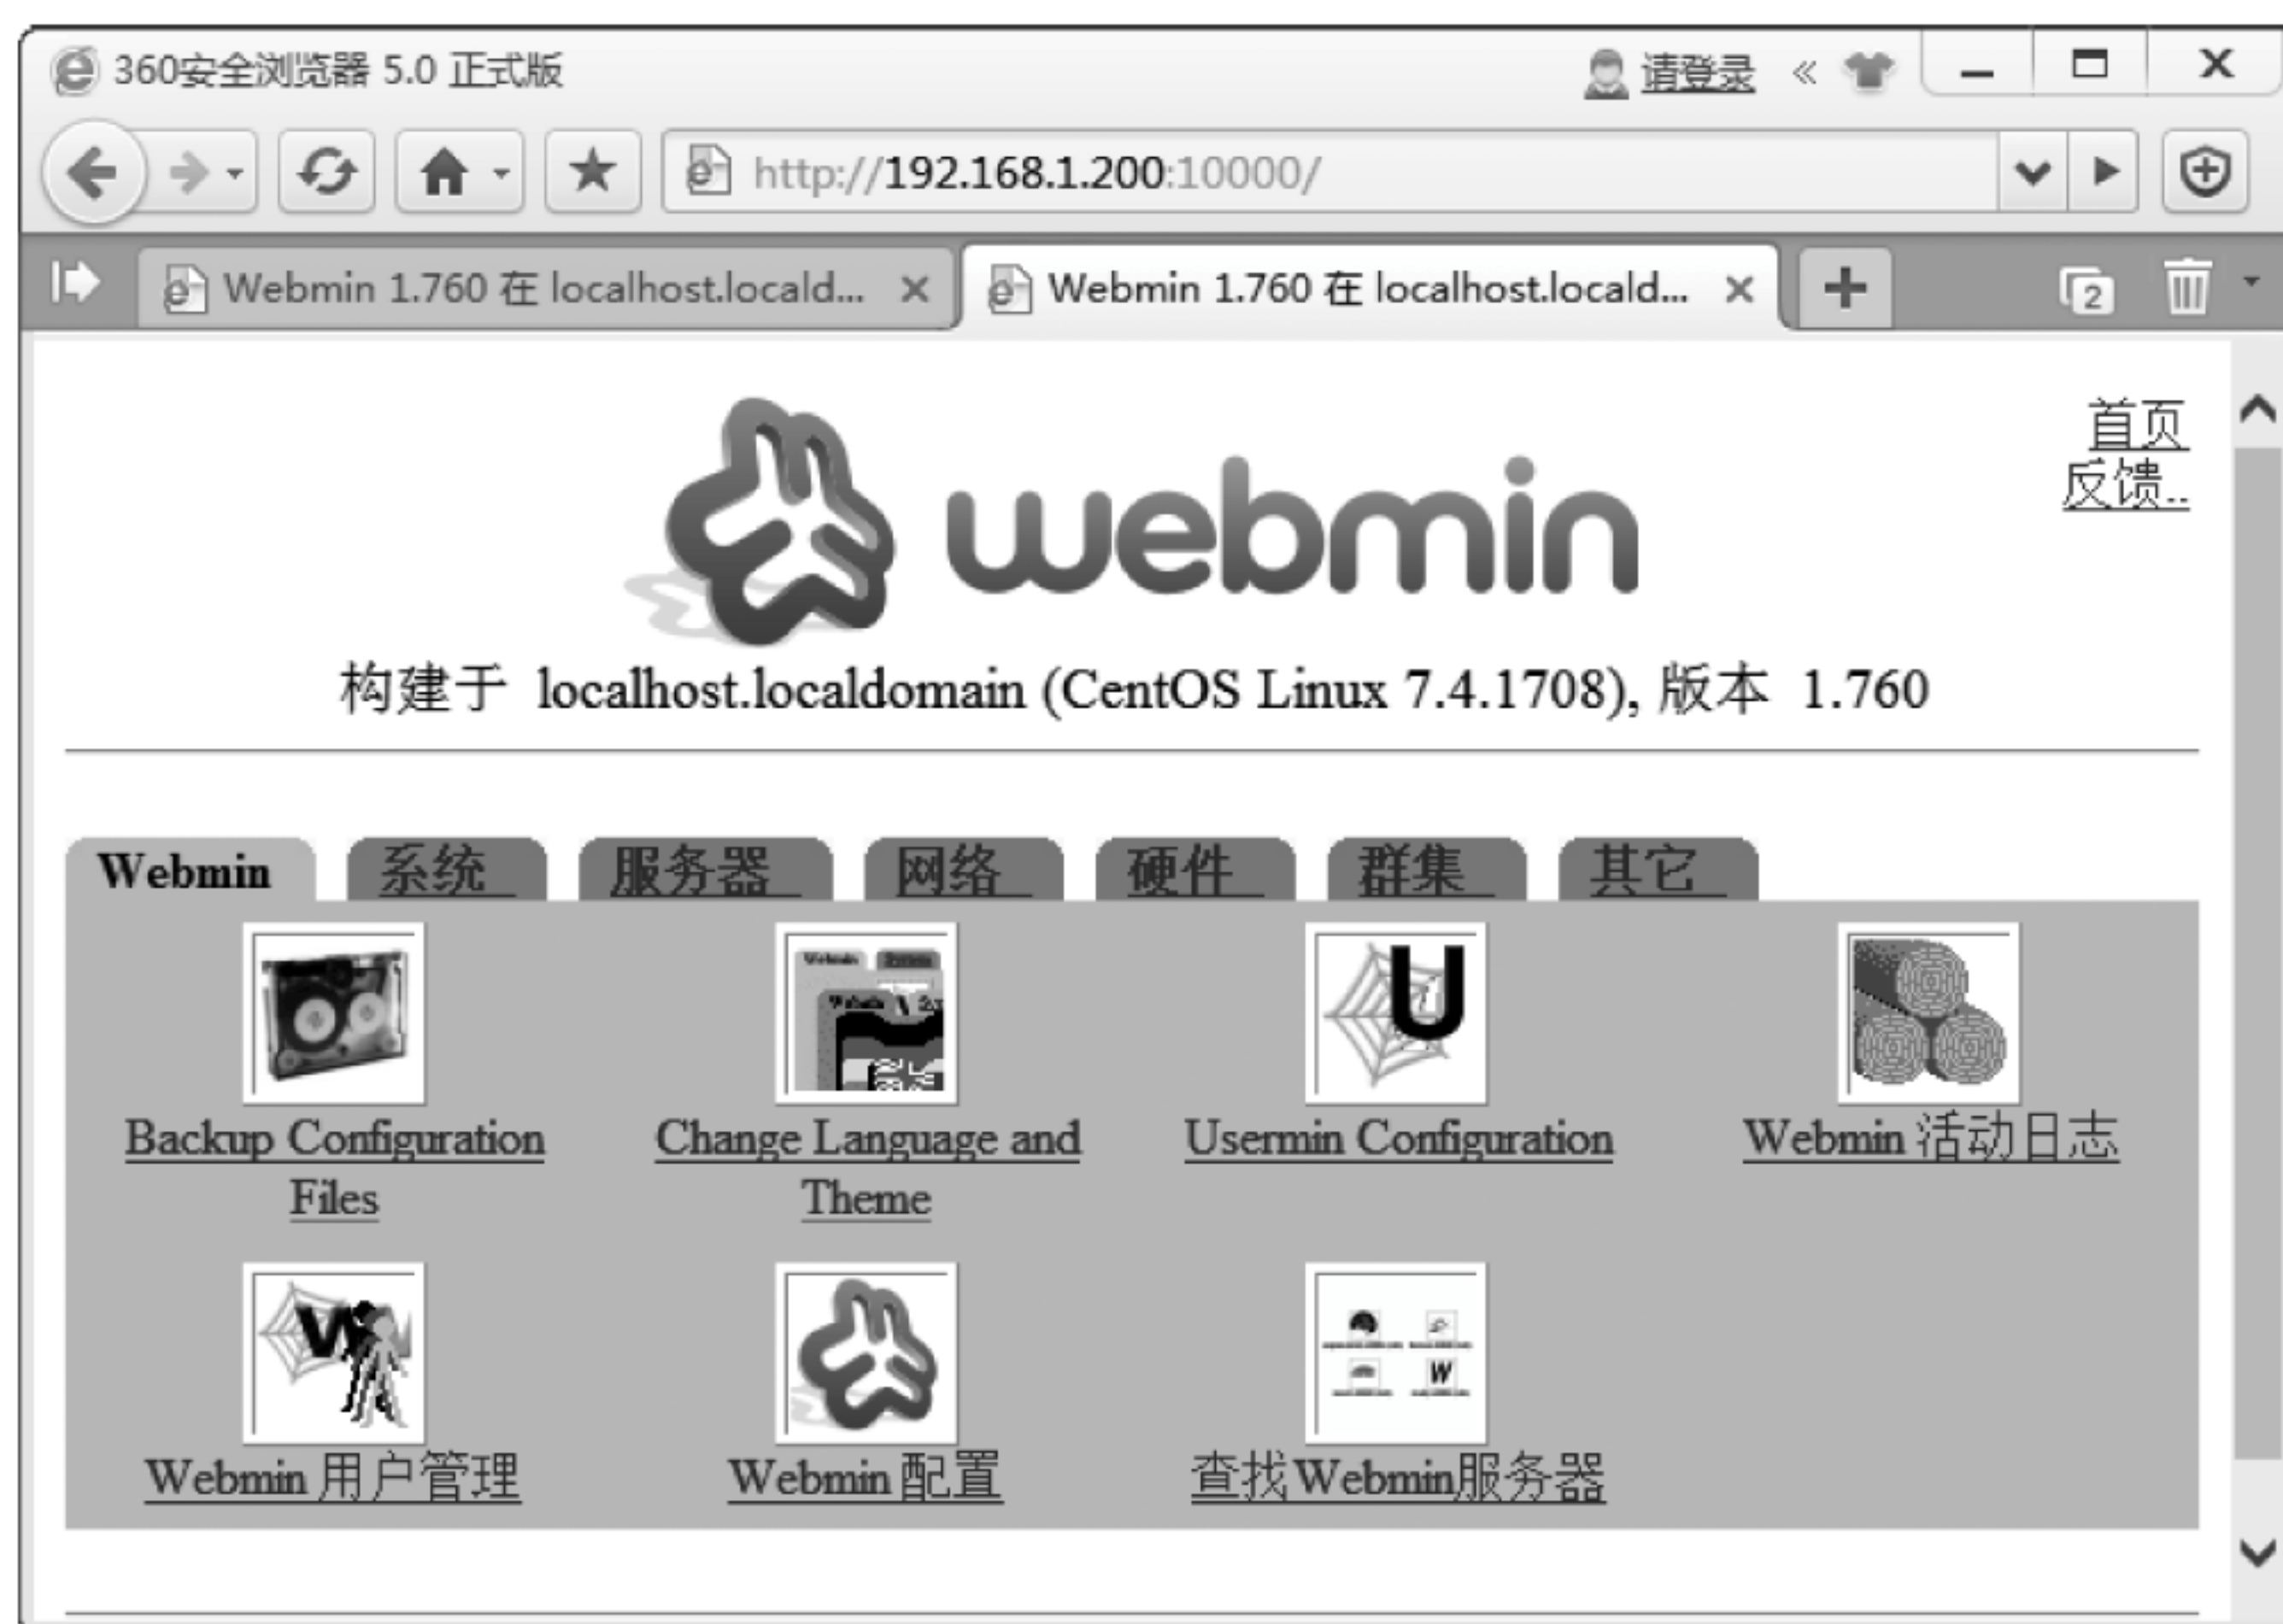 360安全浏览器 5.0 正式版
请登录 «
http://192.168.1.200:10000/
Webmin 1.760 在 localhost.locald...
Webmin 1.760 在 localhost.locald...
2
首页
反馈..
webmin
构建于 localhost.localdomain (CentOS Linux 7.4.1708), 版本 1.760
Webmin 系统 服务器 网络 硬件 群集 其它
U
Backup Configuration Files
Change Language and Theme
Usermin Configuration
Webmin 活动日志
W
W
Webmin 用户管理
Webmin 配置
查找Webmin服务器